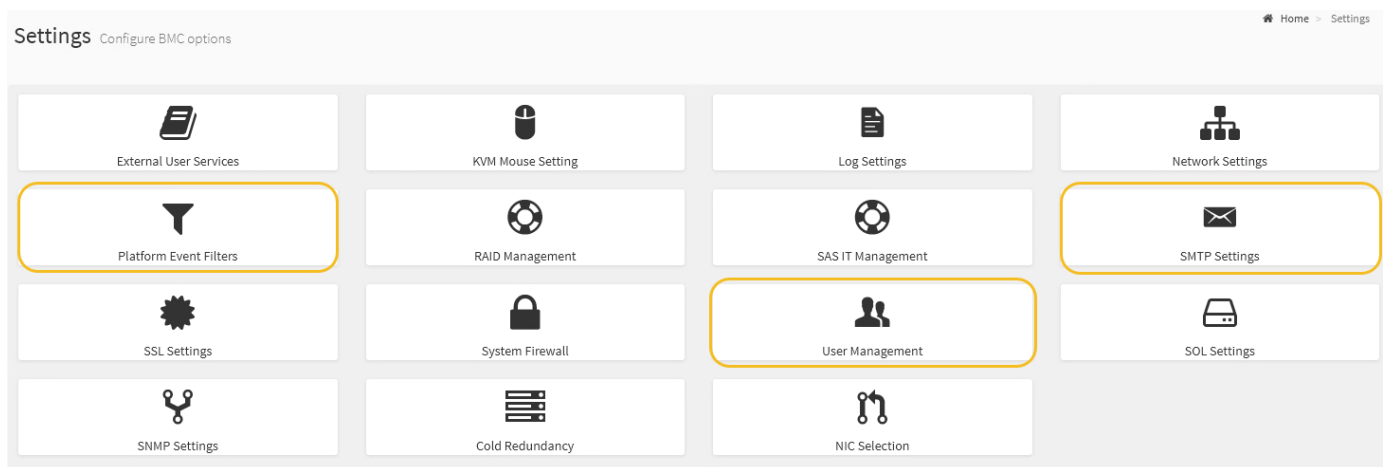 Settings Configure BMC options
Home > Settings
External User Services
KVM Mouse Setting
Log Settings
Network Settings
Platform Event Filters
RAID Management
SAS IT Management
SMTP Settings
SSL Settings
System Firewall
User Management
SOL Settings
SNMP Settings
Cold Redundancy
NIC Selection